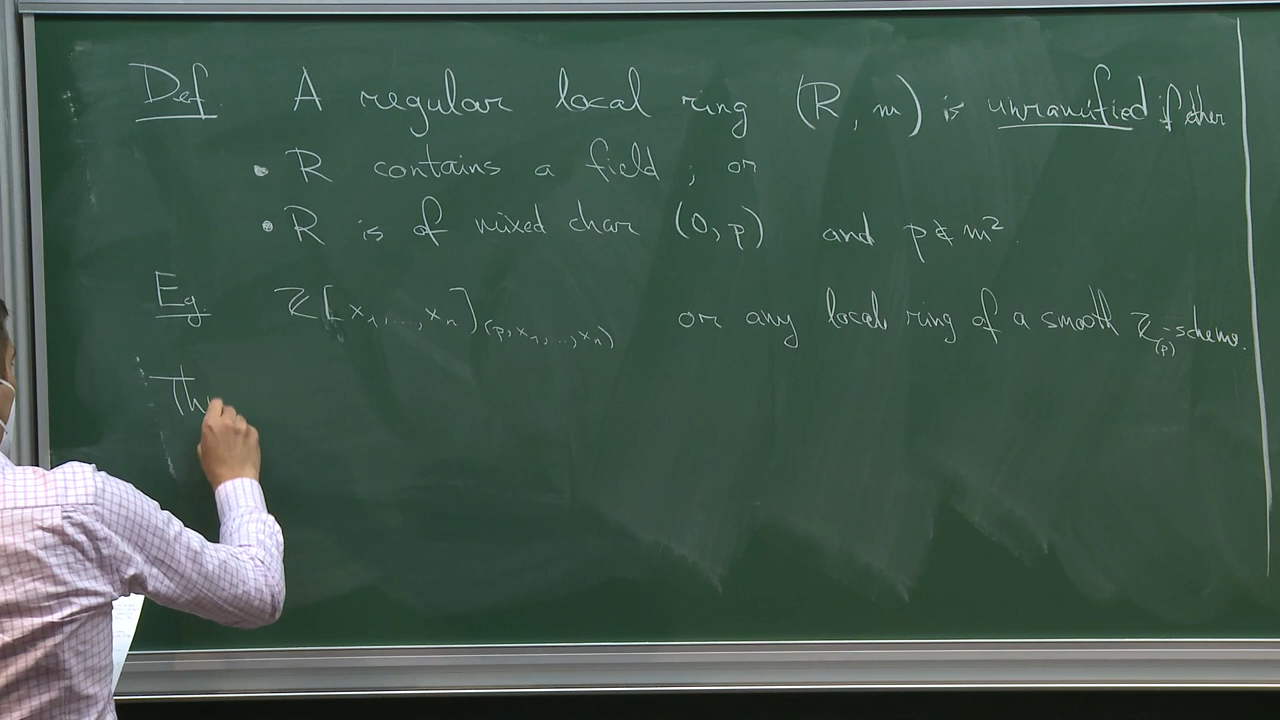 Def. A regular local ring (R, m) is unramified if either
• R contains a field ; or
• R is of mixed char (0, p) and p ∉ m².
Eg. ℤ[x₁,...,xₙ]₍p,x₁,...,xₙ₎ or any local ring of a smooth ℤ₍p₎-scheme.
Th